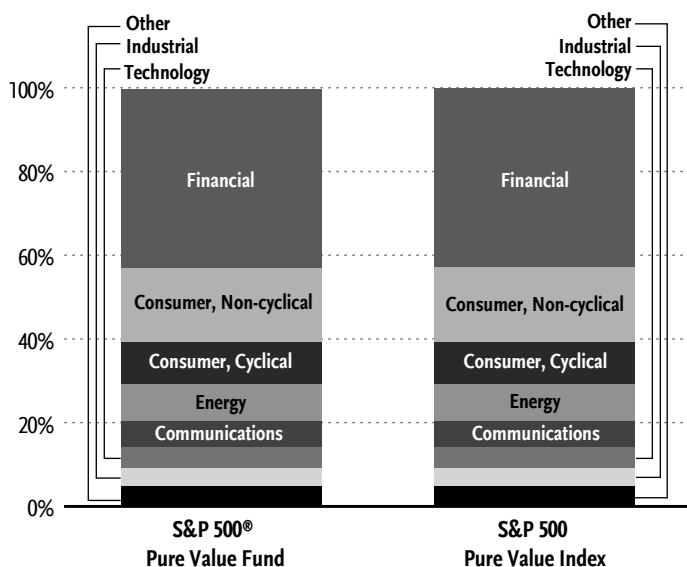 Other
Industrial
Technology
Other
Industrial
Technology
100%
80%
60%
40%
20%
0%
Financial
Consumer, Non-cyclical
Consumer, Cyclical
Energy
Communications
Financial
Consumer, Non-cyclical
Consumer, Cyclical
Energy
Communications
S&P 500®
Pure Value Fund
S&P 500
Pure Value Index